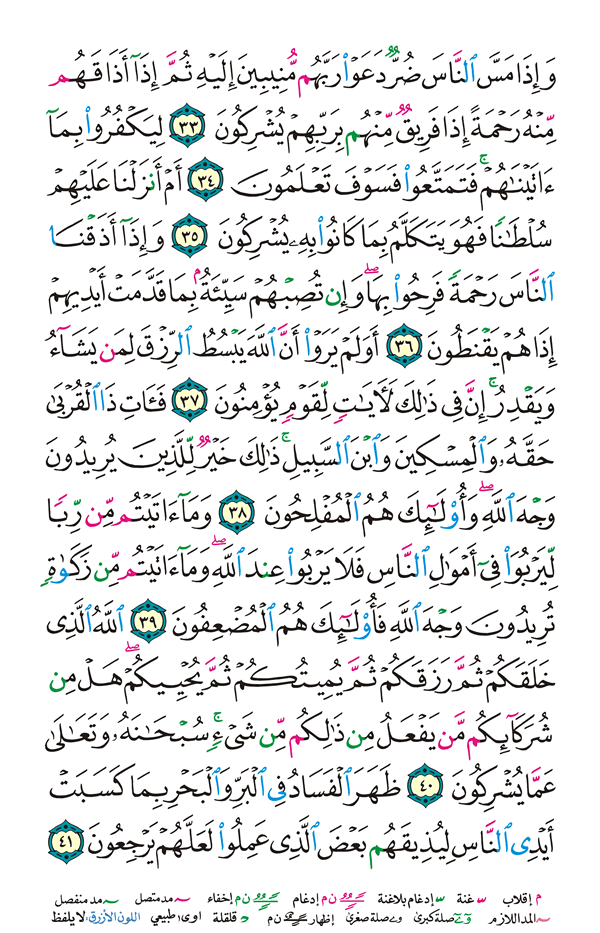 وَإِذَا مَسَّ ٱلنَّاسَ ضُرٌّ دَعَوْا۟ رَبَّهُم مُّنِيبِينَ إِلَيْهِ ثُمَّ إِذَآ أَذَاقَهُم
مِّنْهُ رَحْمَةً إِذَا فَرِيقٌ مِّنْهُم بِرَبِّهِمْ يُشْرِكُونَ ٣٣ لِيَكْفُرُوا۟ بِمَآ
ءَاتَيْنَٰهُمْ ۚ فَتَمَتَّعُوا۟ فَسَوْفَ تَعْلَمُونَ ٣٤ أَمْ أَنزَلْنَا عَلَيْهِمْ
سُلْطَٰنًا فَهُوَ يَتَكَلَّمُ بِمَا كَانُوا۟ بِهِۦ يُشْرِكُونَ ٣٥ وَإِذَآ أَذَقْنَا
ٱلنَّاسَ رَحْمَةً فَرِحُوا۟ بِهَا ۖ وَإِن تُصِبْهُمْ سَيِّئَةٌۢ بِمَا قَدَّمَتْ أَيْدِيهِمْ
إِذَا هُمْ يَقْنَطُونَ ٣٦ أَوَلَمْ يَرَوْا۟ أَنَّ ٱللَّهَ يَبْسُطُ ٱلرِّزْقَ لِمَن يَشَآءُ
وَيَقْدِرُ ۚ إِنَّ فِى ذَٰلِكَ لَءَايَٰتٍ لِّقَوْمٍ يُؤْمِنُونَ ٣٧ فَـَٔاتِ ذَا ٱلْقُرْبَىٰ
حَقَّهُۥ وَٱلْمِسْكِينَ وَٱبْنَ ٱلسَّبِيلِ ۚ ذَٰلِكَ خَيْرٌ لِّلَّذِينَ يُرِيدُونَ
وَجْهَ ٱللَّهِ ۖ وَأُو۟لَٰٓئِكَ هُمُ ٱلْمُفْلِحُونَ ٣٨ وَمَآ ءَاتَيْتُم مِّن رِّبًا
لِّيَرْبُوَا۟ فِىٓ أَمْوَٰلِ ٱلنَّاسِ فَلَا يَرْبُوا۟ عِندَ ٱللَّهِ ۖ وَمَآ ءَاتَيْتُم مِّن زَكَوٰةٍ
تُرِيدُونَ وَجْهَ ٱللَّهِ فَأُو۟لَٰٓئِكَ هُمُ ٱلْمُضْعِفُونَ ٣٩ ٱللَّهُ ٱلَّذِى
خَلَقَكُمْ ثُمَّ رَزَقَكُمْ ثُمَّ يُمِيتُكُمْ ثُمَّ يُحْيِيكُمْ ۖ هَلْ مِن
شُرَكَآئِكُم مَّن يَفْعَلُ مِن ذَٰلِكُم مِّن شَىْءٍ ۚ سُبْحَٰنَهُۥ وَتَعَٰلَىٰ
عَمَّا يُشْرِكُونَ ٤٠ ظَهَرَ ٱلْفَسَادُ فِى ٱلْبَرِّ وَٱلْبَحْرِ بِمَا كَسَبَتْ
أَيْدِى ٱلنَّاسِ لِيُذِيقَهُم بَعْضَ ٱلَّذِى عَمِلُوا۟ لَعَلَّهُمْ يَرْجِعُونَ ٤١
م إقلاب غنة إدغام بلاغنة ن م إدغام ن م إخفاء مد متصل مد منفصل
المد اللازم صلة كبرى صلة صغرى إظهار ن م قلقلة اوى: طبيعي اللون الأزرق: لا يلفظ